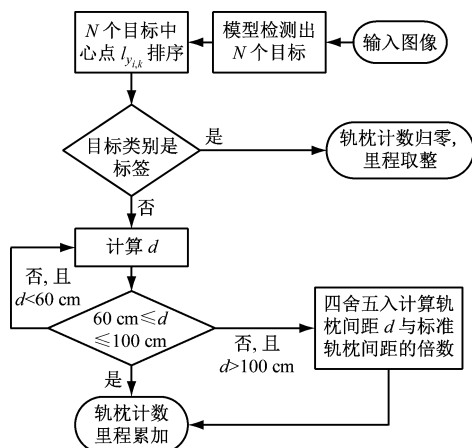 输入图像
模型检测出
N 个目标
N 个目标中
心点 l_{y_{i,k}} 排序
目标类别是
标签
是
轨枕计数归零,
里程取整
否
计算 d
否, 且
d<60 cm
60 cm≤d
≤100 cm
否, 且
d>100 cm
四舍五入计算轨
枕间距 d 与标准
轨枕间距的倍数
是
轨枕计数
里程累加